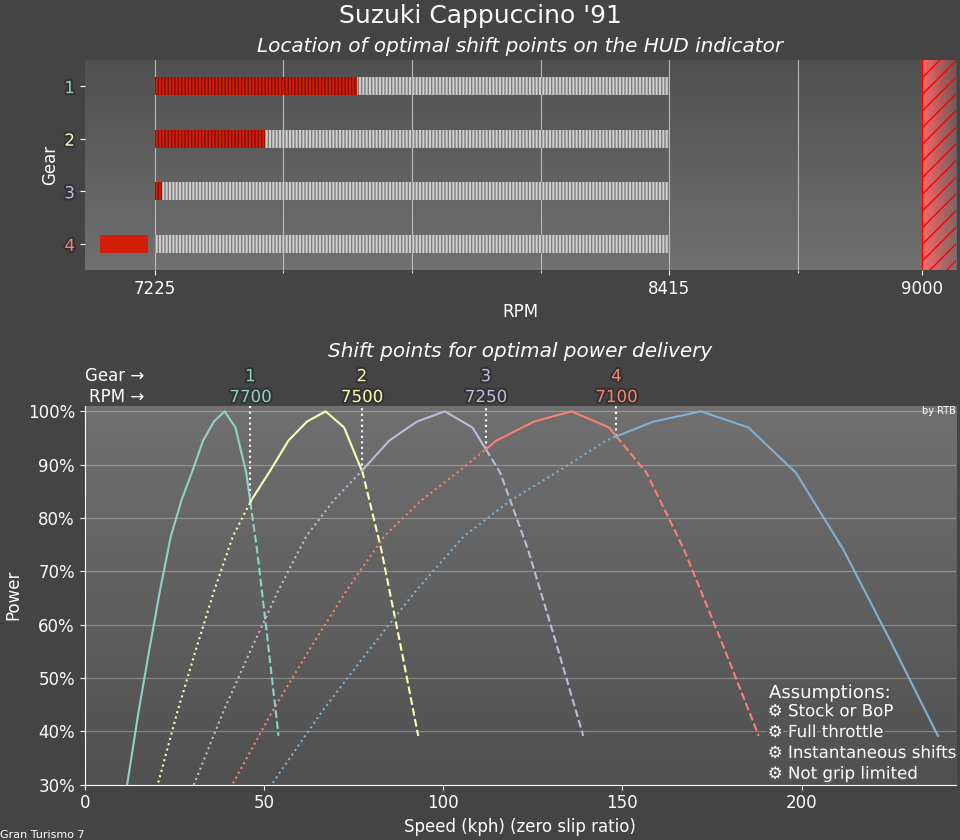 Suzuki Cappuccino '91
Location of optimal shift points on the HUD indicator
Gear
1
2
3
4
7225 8415 9000
RPM
Shift points for optimal power delivery
Gear → 1 2 3 4
RPM → 7700 7500 7250 7100
by RTB
Power
100%
90%
80%
70%
60%
50%
40%
30%
Assumptions:
⚙ Stock or BoP
⚙ Full throttle
⚙ Instantaneous shifts
⚙ Not grip limited
0 50 100 150 200
Speed (kph) (zero slip ratio)
Gran Turismo 7